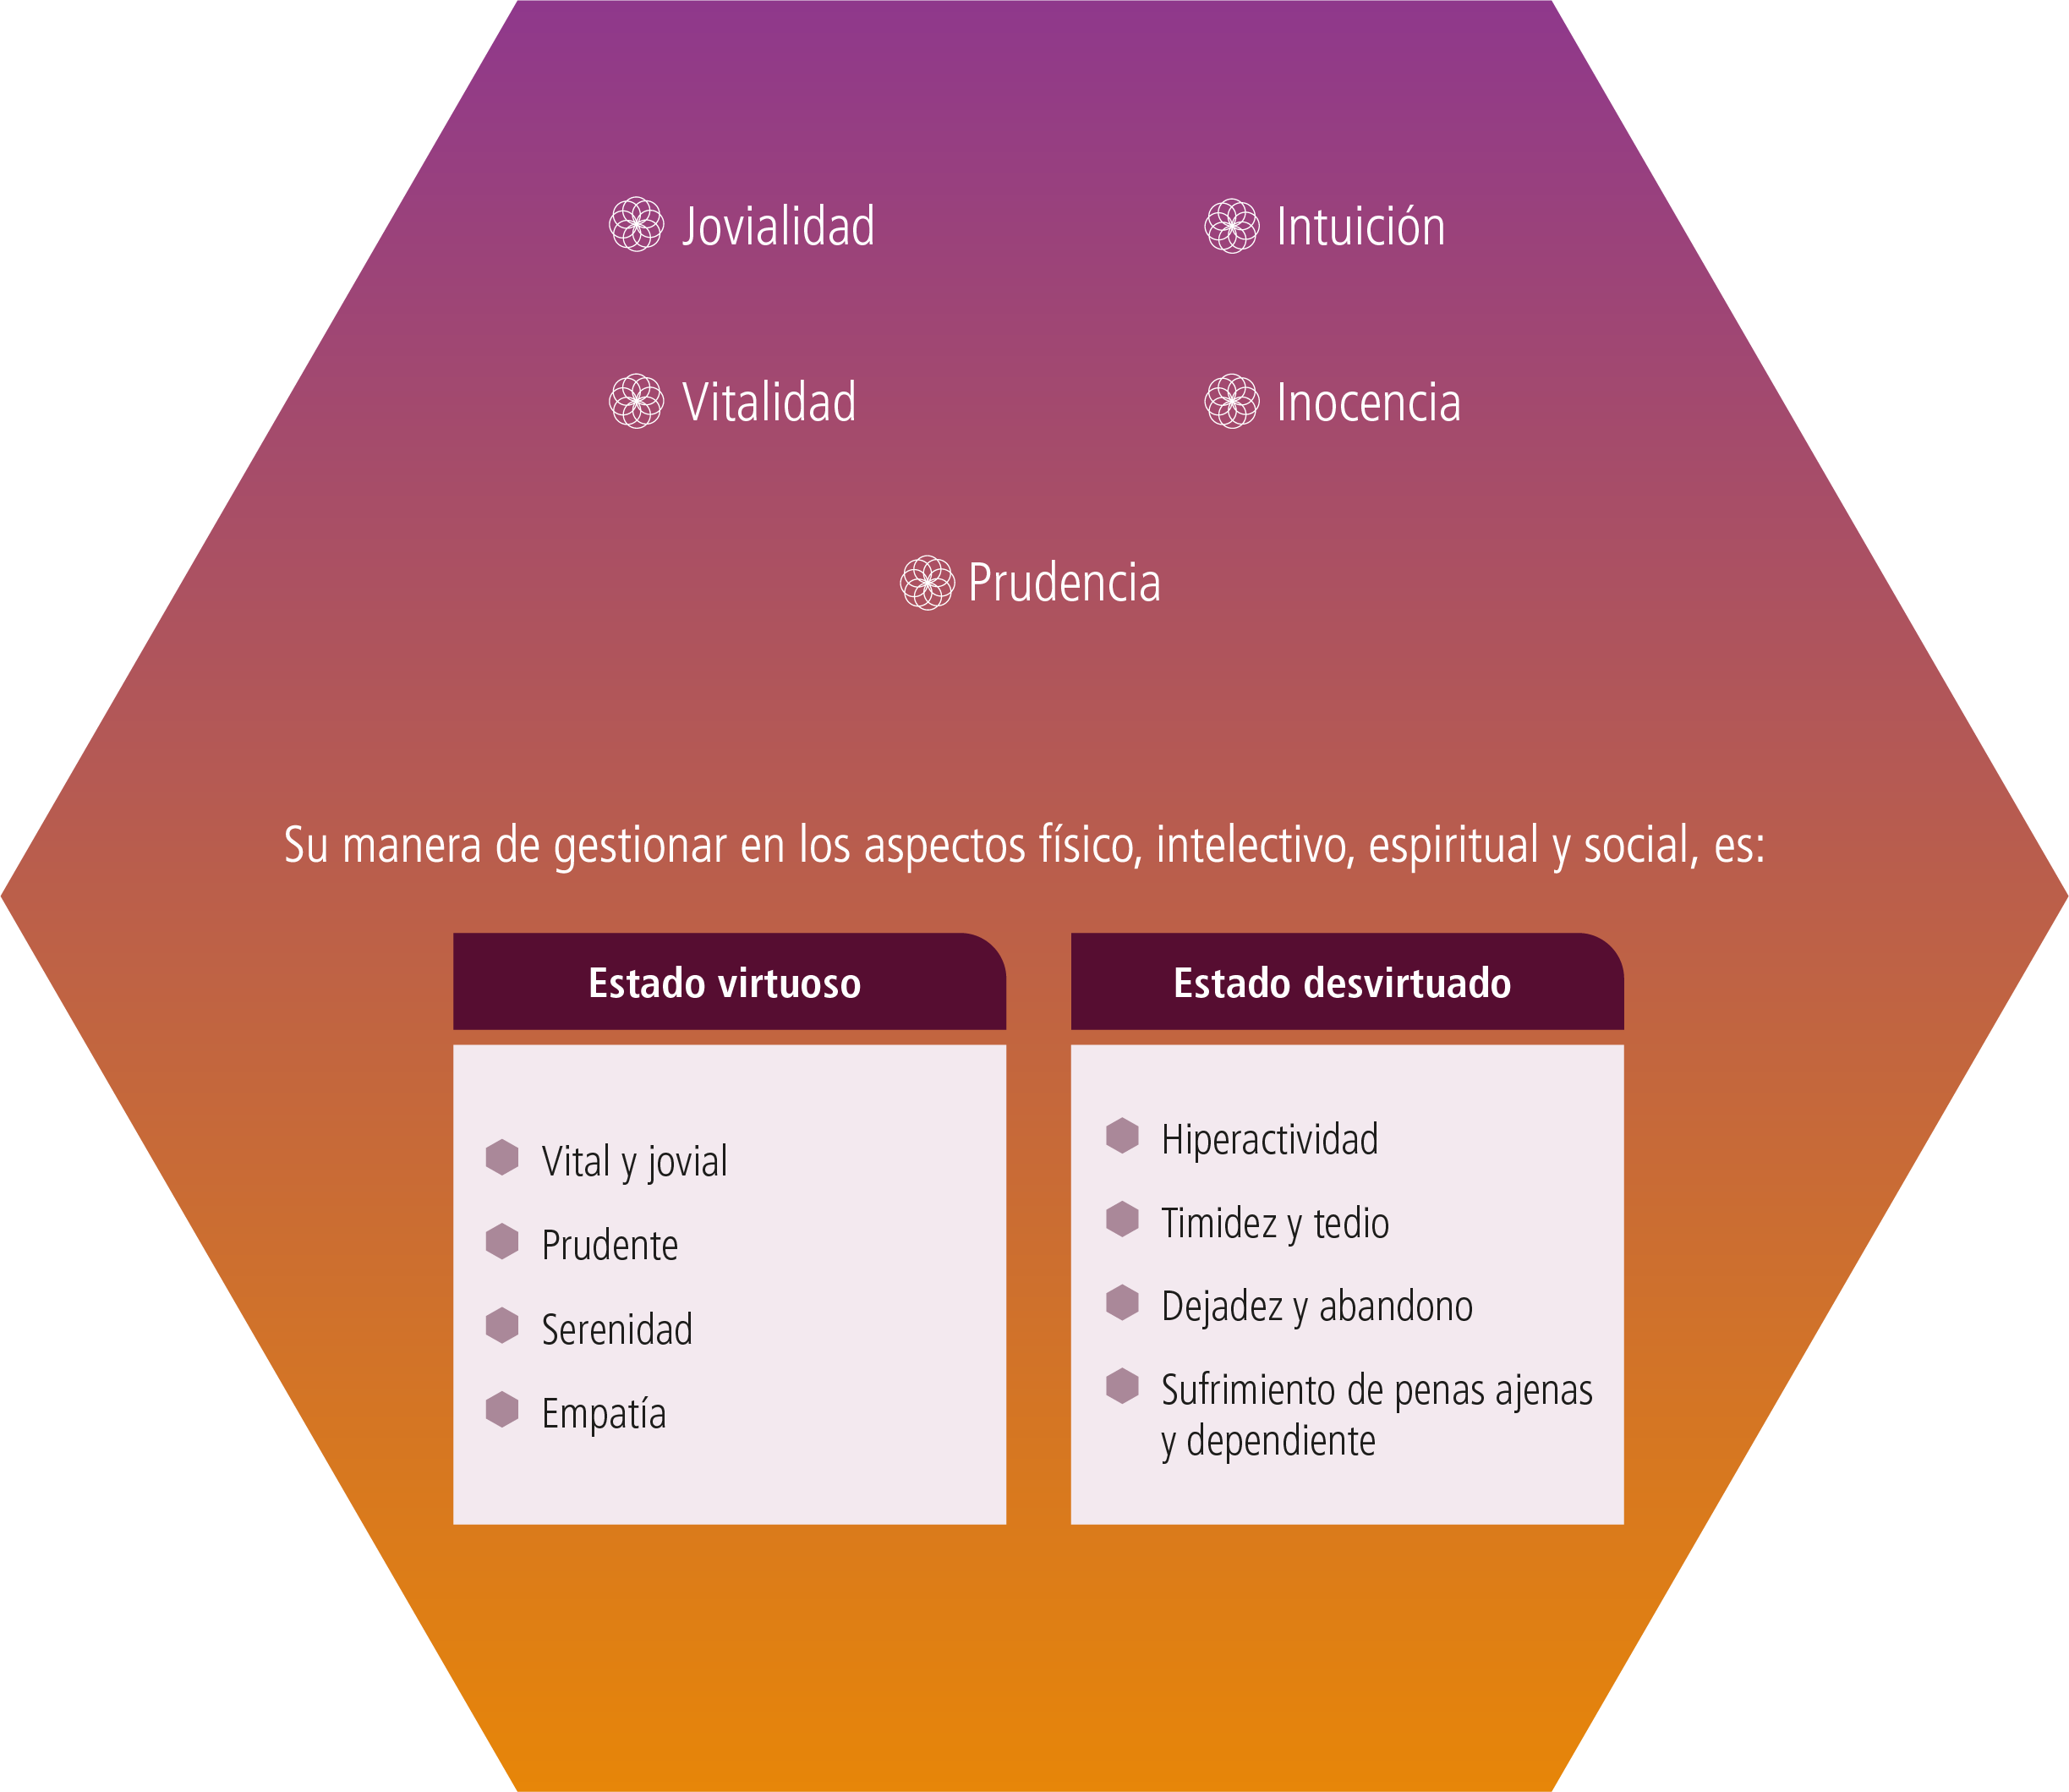 Jovialidad
Intuición
Vitalidad
Inocencia
Prudencia
Su manera de gestionar en los aspectos físico, intelectivo, espiritual y social, es:
Estado virtuoso
Vital y jovial
Prudente
Serenidad
Empatía
Estado desvirtuado
Hiperactividad
Timidez y tedio
Dejadez y abandono
Sufrimiento de penas ajenas
y dependiente